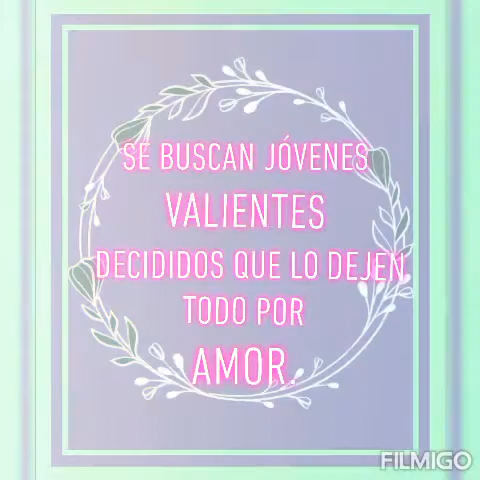 SE BUSCAN JÓVENES
VALIENTES
DECIDIDOS QUE LO DEJEN
TODO POR
AMOR.
FILMIGO